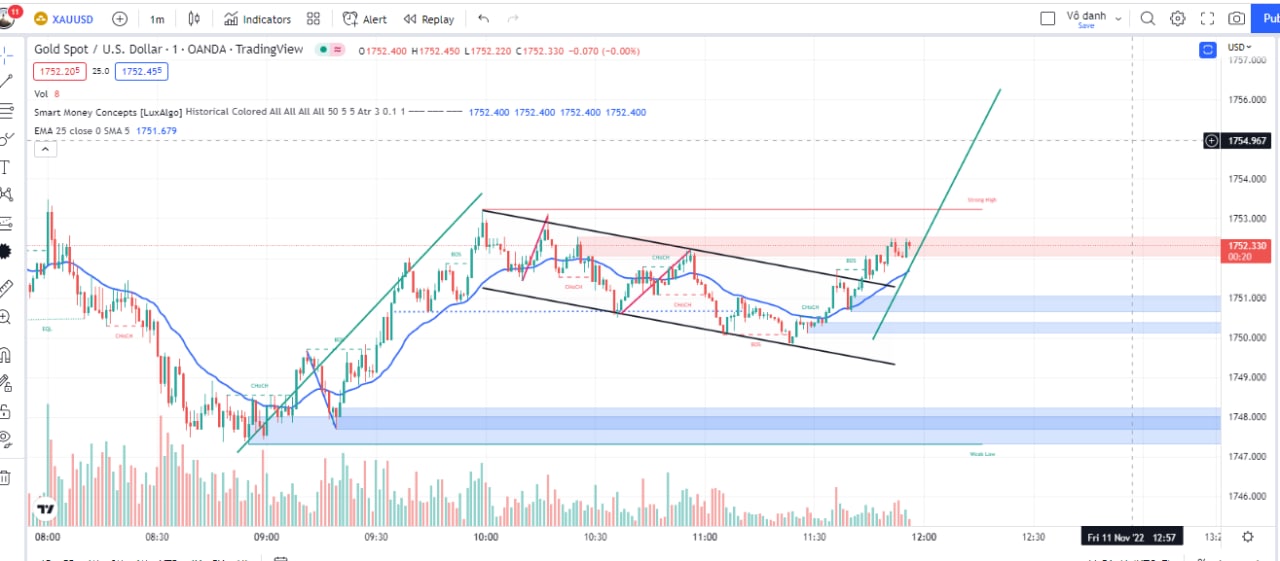 11
XAUUSD 1m Indicators Alert Replay Vô danh Save Pub
Gold Spot / U.S. Dollar · 1 · OANDA · TradingView O1752.400 H1752.450 L1752.220 C1752.330 −0.070 (−0.00%)
1752.205 25.0 1752.455
Vol 8
Smart Money Concepts [LuxAlgo] Historical Colored All All All All 50 5 5 Atr 3 0.1 1 1752.400 1752.400 1752.400 1752.400
EMA 25 close 0 SMA 5 1751.679
USD
1757.000
1756.000
1754.967
1754.000
1753.000
1752.330
00:20
1751.000
1750.000
1749.000
1748.000
1747.000
1746.000
Strong High
BOS
CHoCH
BOS
CHoCH
CHoCH
CHoCH
EQL
CHoCH
BOS
BOS
CHoCH
Weak Low
08:00 08:30 09:00 09:30 10:00 10:30 11:00 11:30 12:00 12:30 Fri 11 Nov '22 12:57 13:2